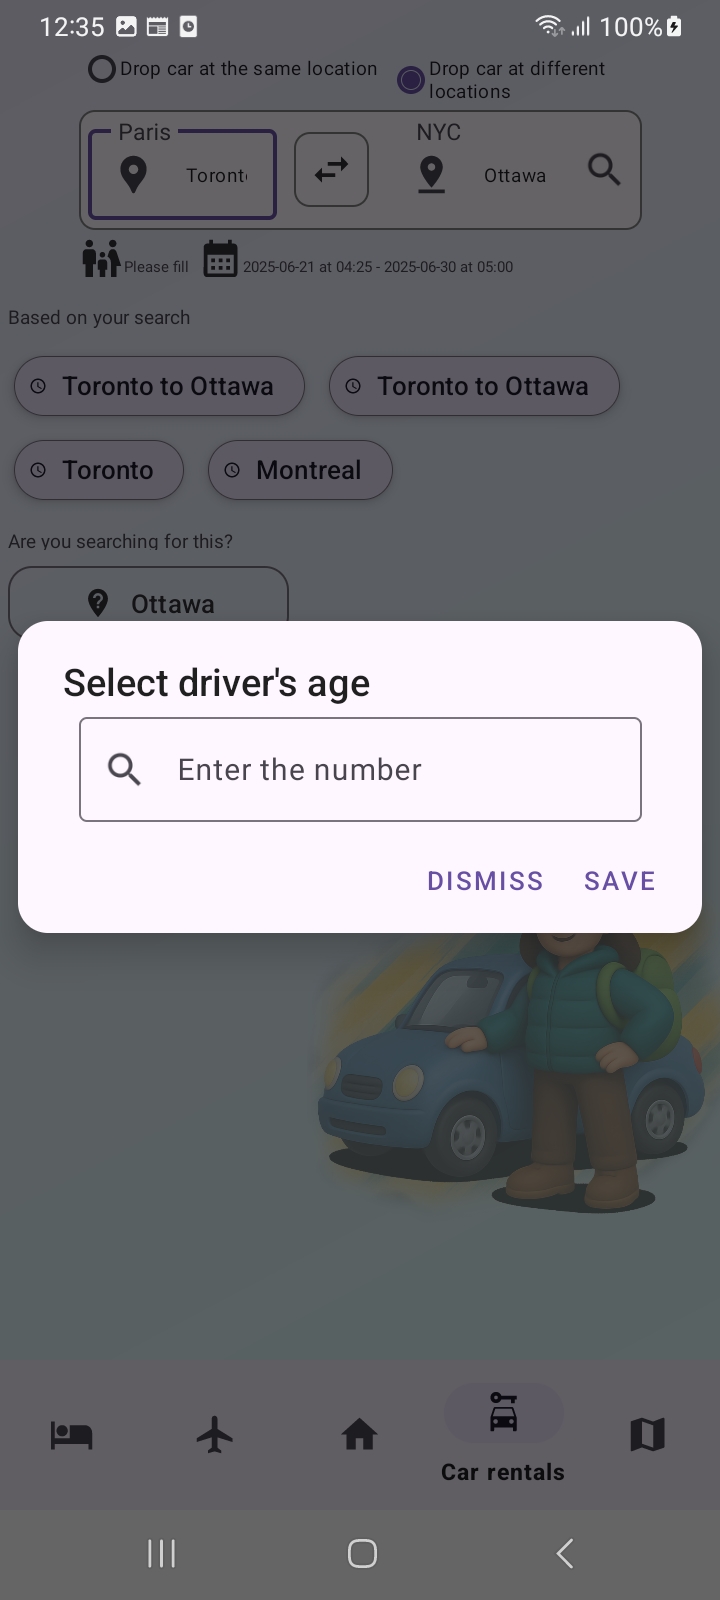 12:35
100%
Drop car at the same location
Drop car at different
locations
Paris
NYC
Toront
Ottawa
Please fill
2025-06-21 at 04:25 - 2025-06-30 at 05:00
Based on your search
Toronto to Ottawa
Toronto to Ottawa
Toronto
Montreal
Are you searching for this?
Ottawa
Select driver's age
Enter the number
DISMISS
SAVE
Car rentals